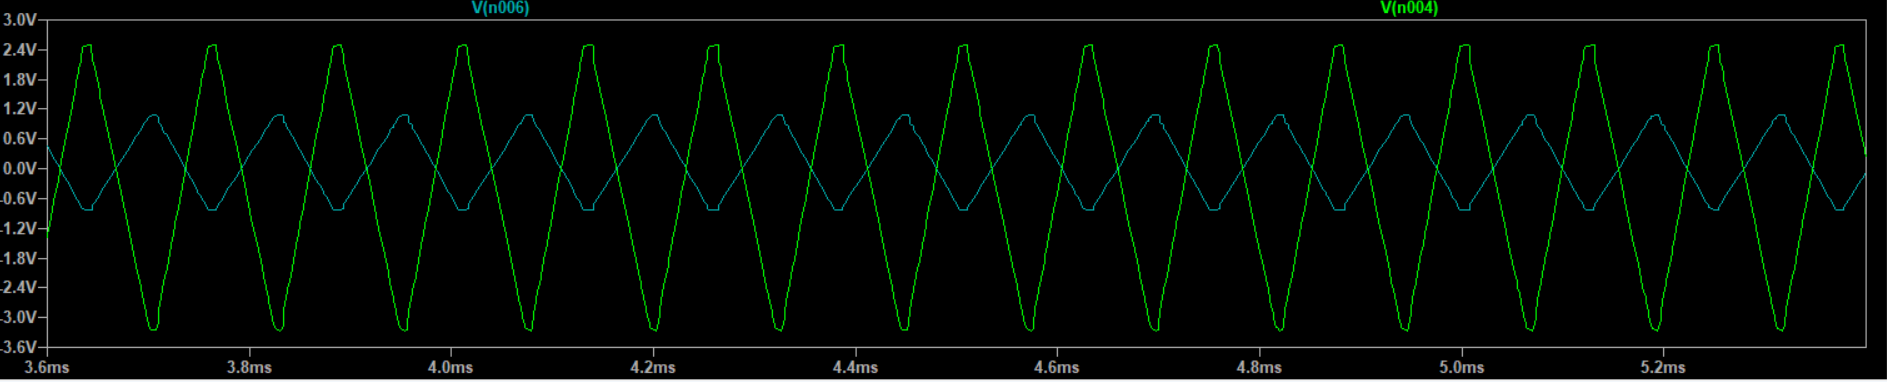 V(n006) V(n004)
3.0V
2.4V
1.8V
1.2V
0.6V
0.0V
-0.6V
-1.2V
-1.8V
-2.4V
-3.0V
-3.6V
3.6ms 3.8ms 4.0ms 4.2ms 4.4ms 4.6ms 4.8ms 5.0ms 5.2ms